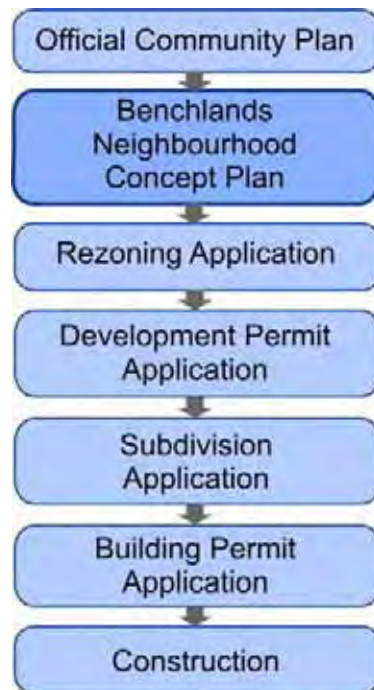 Official Community Plan
Benchlands
Neighbourhood
Concept Plan
Rezoning Application
Development Permit
Application
Subdivision
Application
Building Permit
Application
Construction